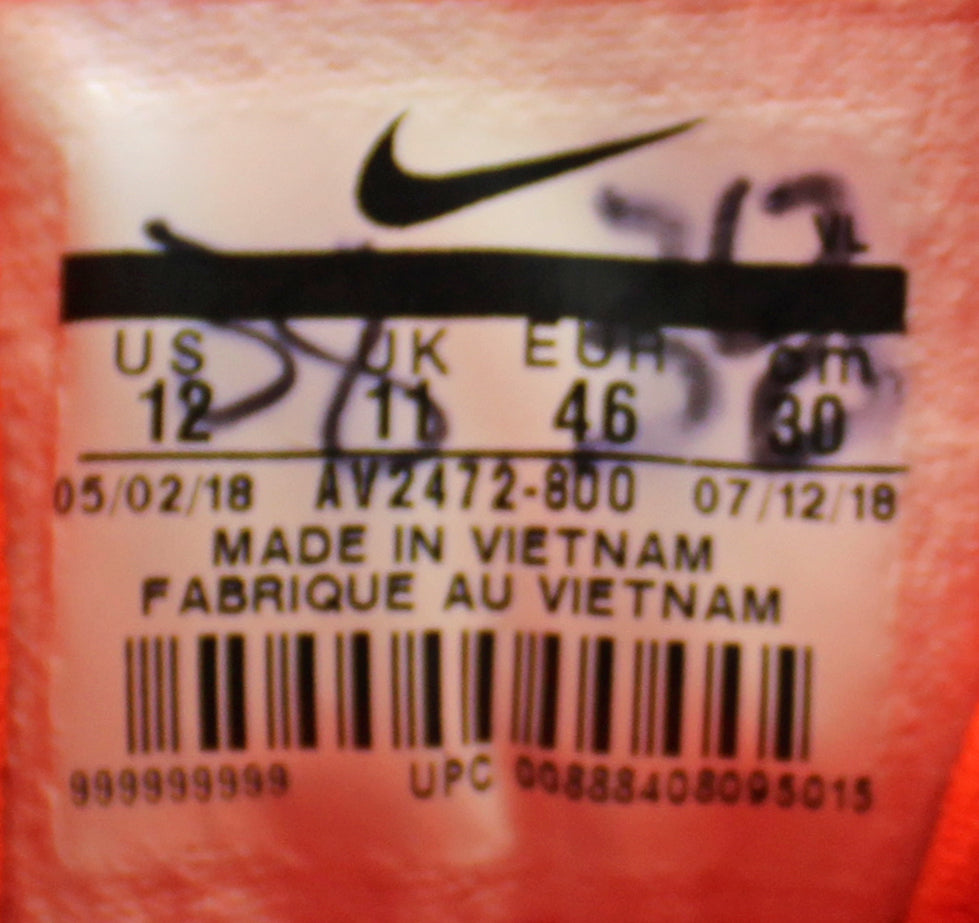 VL
US UK EUR cm
12 11 46 30
05/02/18 AV2472-800 07/12/18
MADE IN VIETNAM
FABRIQUE AU VIETNAM
999999999 UPC 00888408095015